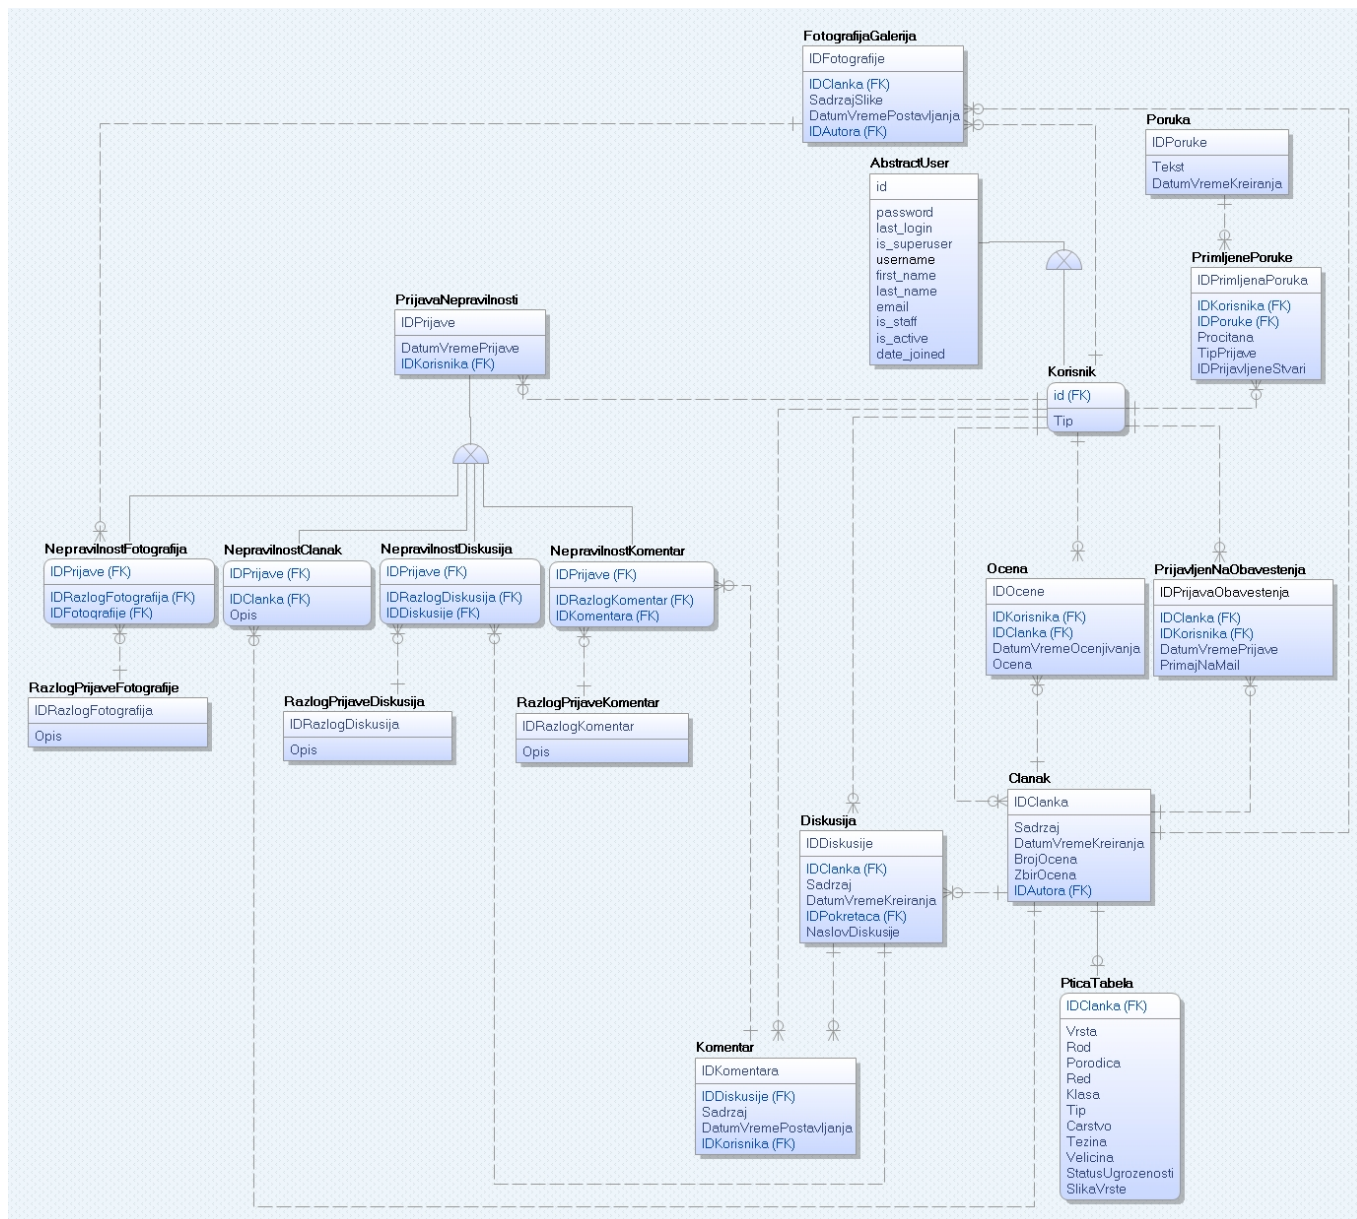 FotografijaGalerija
IDFotografije
IDClanka (FK)
SadrzajSlike
DatumVremePostavljanja
IDAutora (FK)
Poruka
IDPoruke
Tekst
DatumVremeKreiranja
AbstractUser
id
password
last_login
is_superuser
username
first_name
last_name
email
is_staff
is_active
date_joined
PrimljenePoruke
IDPrimljenaPoruka
IDKorisnika (FK)
IDPoruke (FK)
Procitana
TipPrijave
IDPrijavljeneStvari
PrijavaNepravilnosti
IDPrijave
DatumVremePrijave
IDKorisnika (FK)
Korisnik
id (FK)
Tip
NepravilnostFotografija
IDPrijave (FK)
IDRazlogFotografija (FK)
IDFotografije (FK)
NepravilnostClanak
IDPrijave (FK)
IDClanka (FK)
Opis
NepravilnostDiskusija
IDPrijave (FK)
IDRazlogDiskusija (FK)
IDDiskusije (FK)
NepravilnostKomentar
IDPrijave (FK)
IDRazlogKomentar (FK)
IDKomentara (FK)
Ocena
IDOcene
IDKorisnika (FK)
IDClanka (FK)
DatumVremeOcenjivanja
Ocena
PrijavljenNaObavestenja
IDPrijavaObavestenja
IDClanka (FK)
IDKorisnika (FK)
DatumVremePrijave
PrimajNaMail
RazlogPrijaveFotografije
IDRazlogFotografija
Opis
RazlogPrijaveDiskusija
IDRazlogDiskusija
Opis
RazlogPrijaveKomentar
IDRazlogKomentar
Opis
Clanak
IDClanka
Sadrzaj
DatumVremeKreiranja
BrojOcena
ZbirOcena
IDAutora (FK)
Diskusija
IDDiskusije
IDClanka (FK)
Sadrzaj
DatumVremeKreiranja
IDPokretaca (FK)
NaslovDiskusije
PticaTabela
IDClanka (FK)
Vrsta
Rod
Porodica
Red
Klasa
Tip
Carstvo
Tezina
Velicina
StatusUgrozenosti
SlikaVrste
Komentar
IDKomentara
IDDiskusije (FK)
Sadrzaj
DatumVremePostavljanja
IDKorisnika (FK)